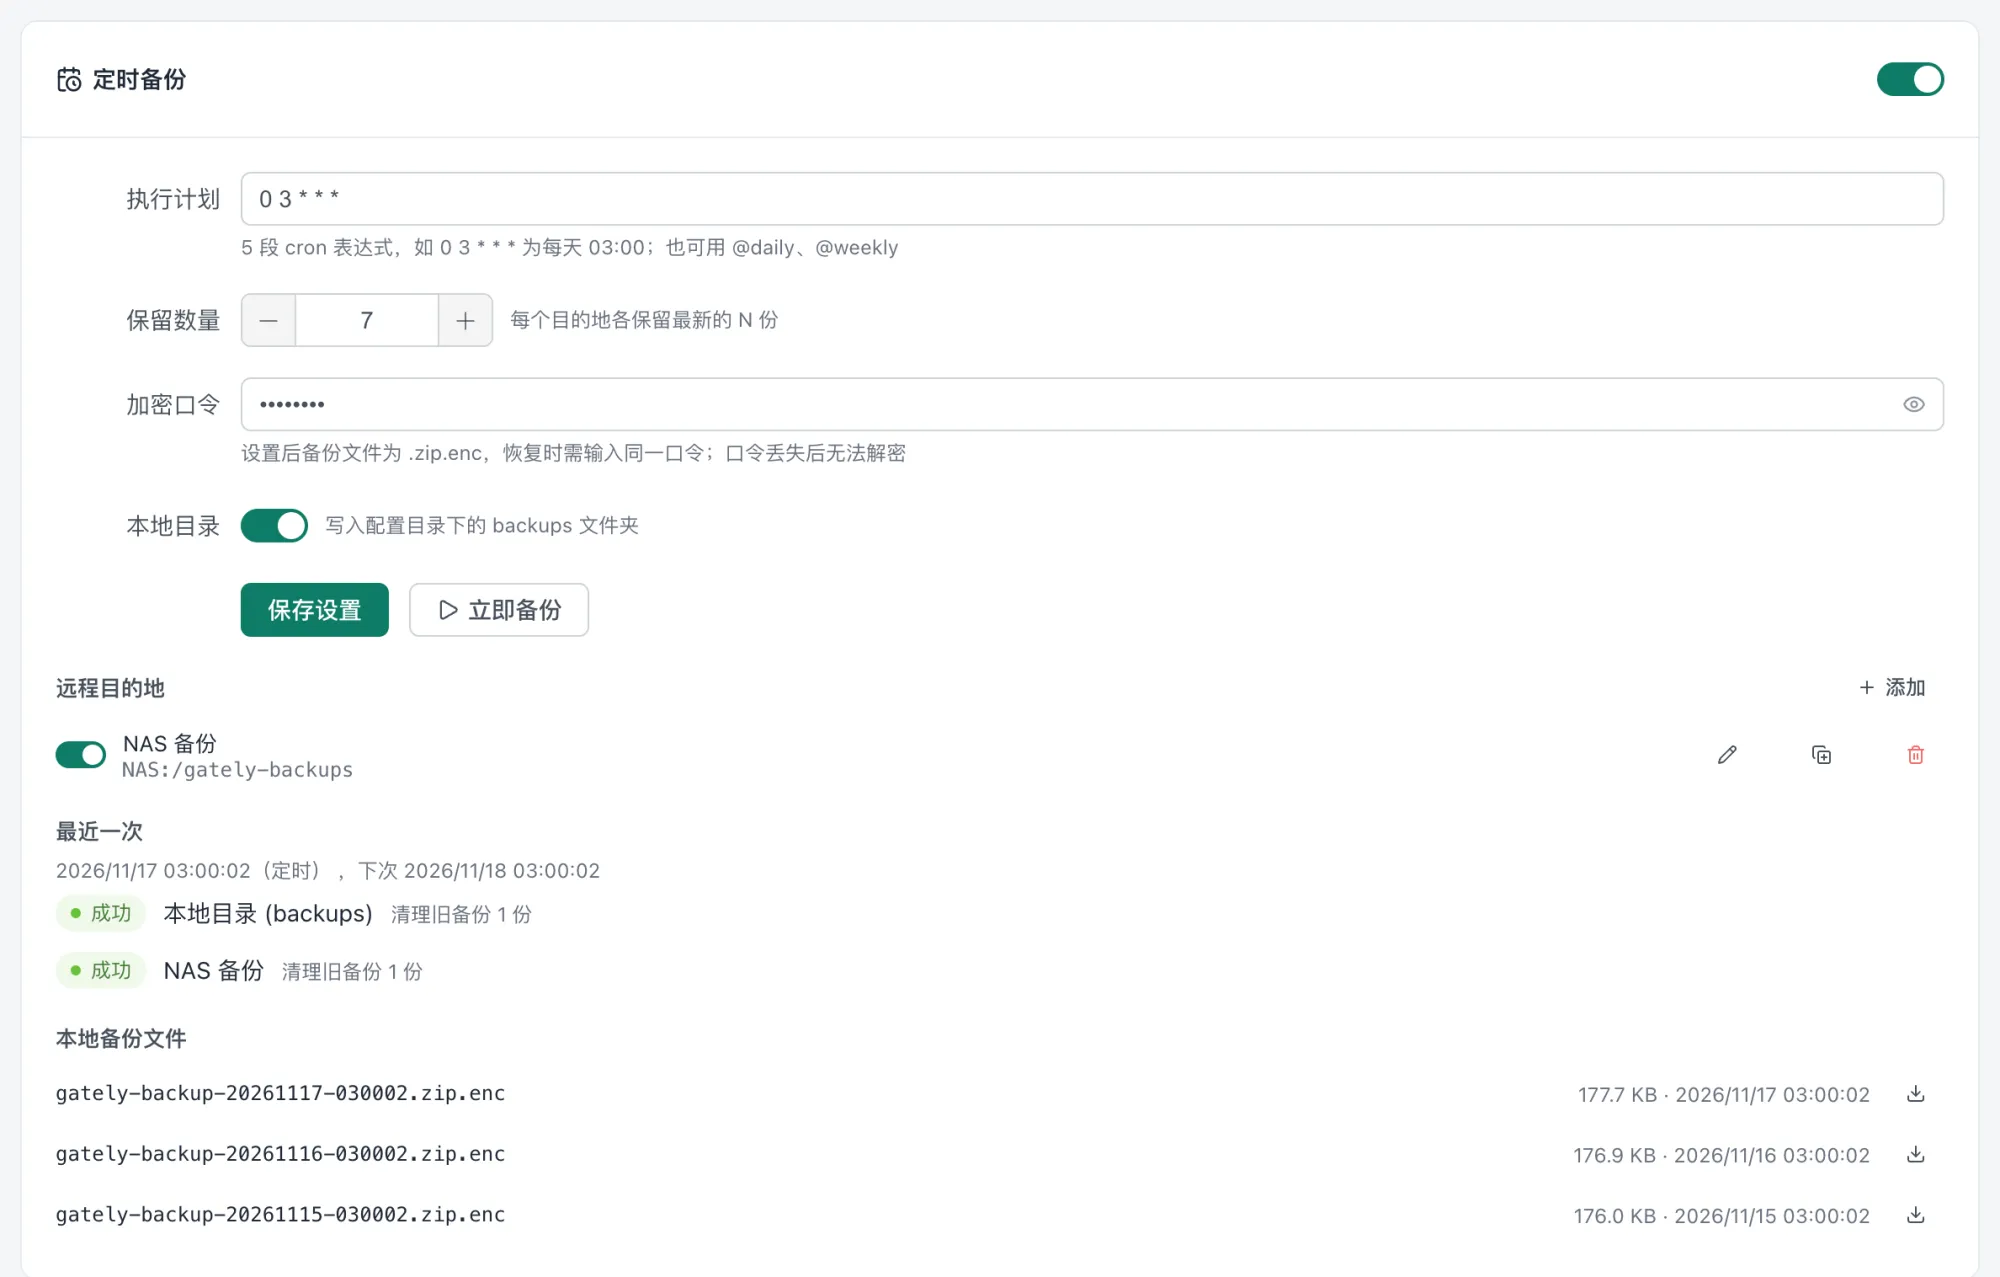 定时备份
执行计划
0 3 * * *
5 段 cron 表达式，如 0 3 * * * 为每天 03:00；也可用 @daily、@weekly
保留数量 7 每个目的地各保留最新的 N 份
加密口令 ••••••••
设置后备份文件为 .zip.enc，恢复时需输入同一口令；口令丢失后无法解密
本地目录 写入配置目录下的 backups 文件夹
保存设置 立即备份
远程目的地 + 添加
NAS 备份
NAS:/gately-backups
最近一次
2026/11/17 03:00:02（定时），下次 2026/11/18 03:00:02
成功 本地目录 (backups) 清理旧备份 1 份
成功 NAS 备份 清理旧备份 1 份
本地备份文件
gately-backup-20261117-030002.zip.enc 177.7 KB · 2026/11/17 03:00:02
gately-backup-20261116-030002.zip.enc 176.9 KB · 2026/11/16 03:00:02
gately-backup-20261115-030002.zip.enc 176.0 KB · 2026/11/15 03:00:02